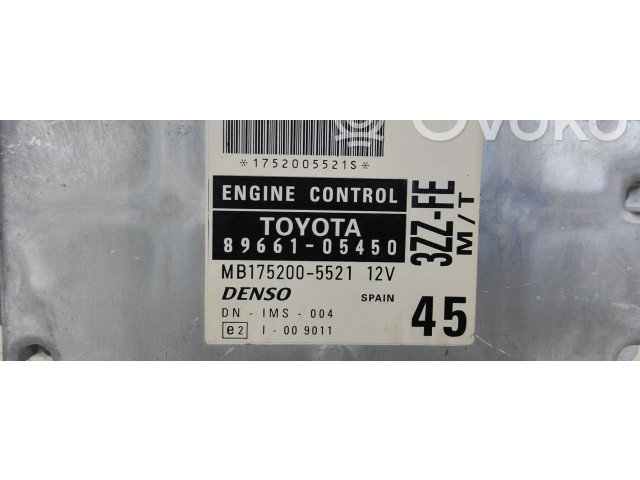 Ovoko
*1752005521S*
ENGINE CONTROL
TOYOTA
89661-05450
MB175200-5521 12V
DENSO SPAIN
DN - IMS - 004
e2 I - 00 9011
3ZZ-FE
M/T
45